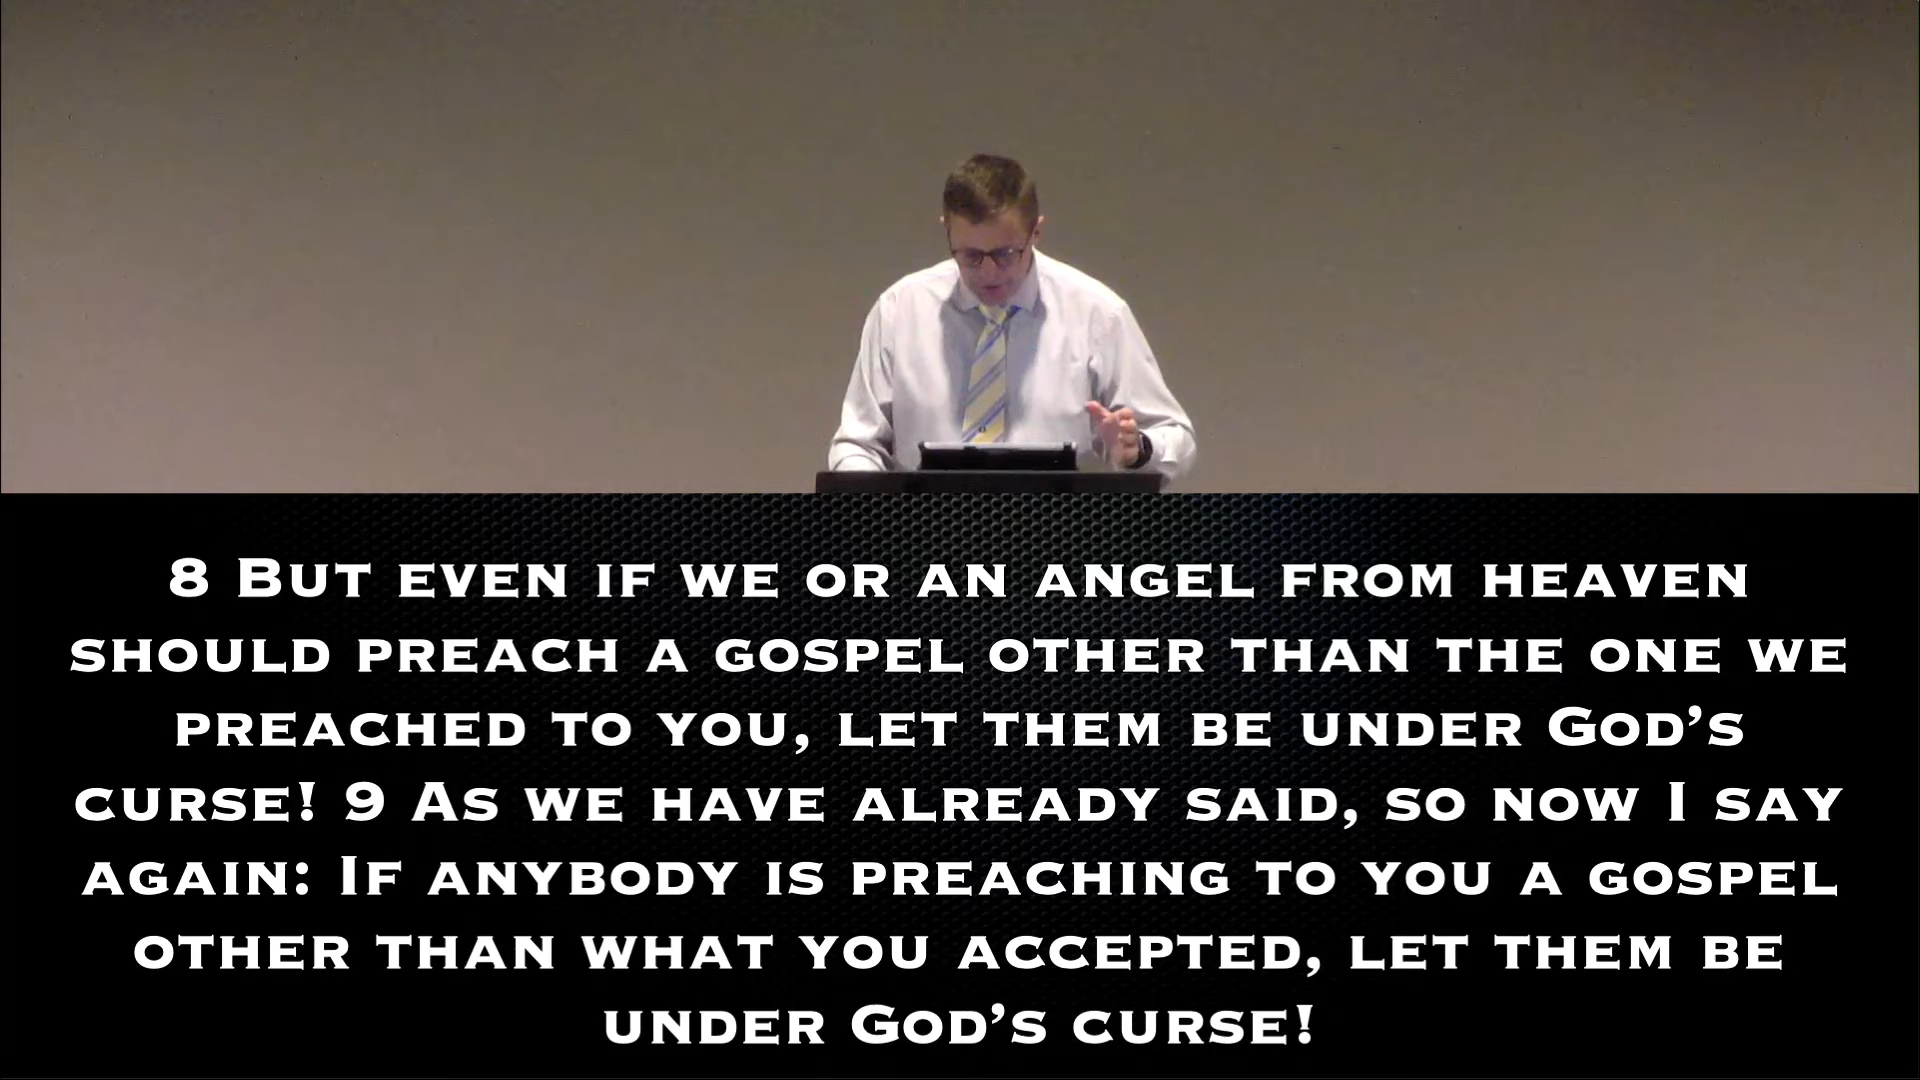 8 But even if we or an angel from heaven
should preach a gospel other than the one we
preached to you, let them be under God’s
curse! 9 As we have already said, so now I say
again: If anybody is preaching to you a gospel
other than what you accepted, let them be
under God’s curse!